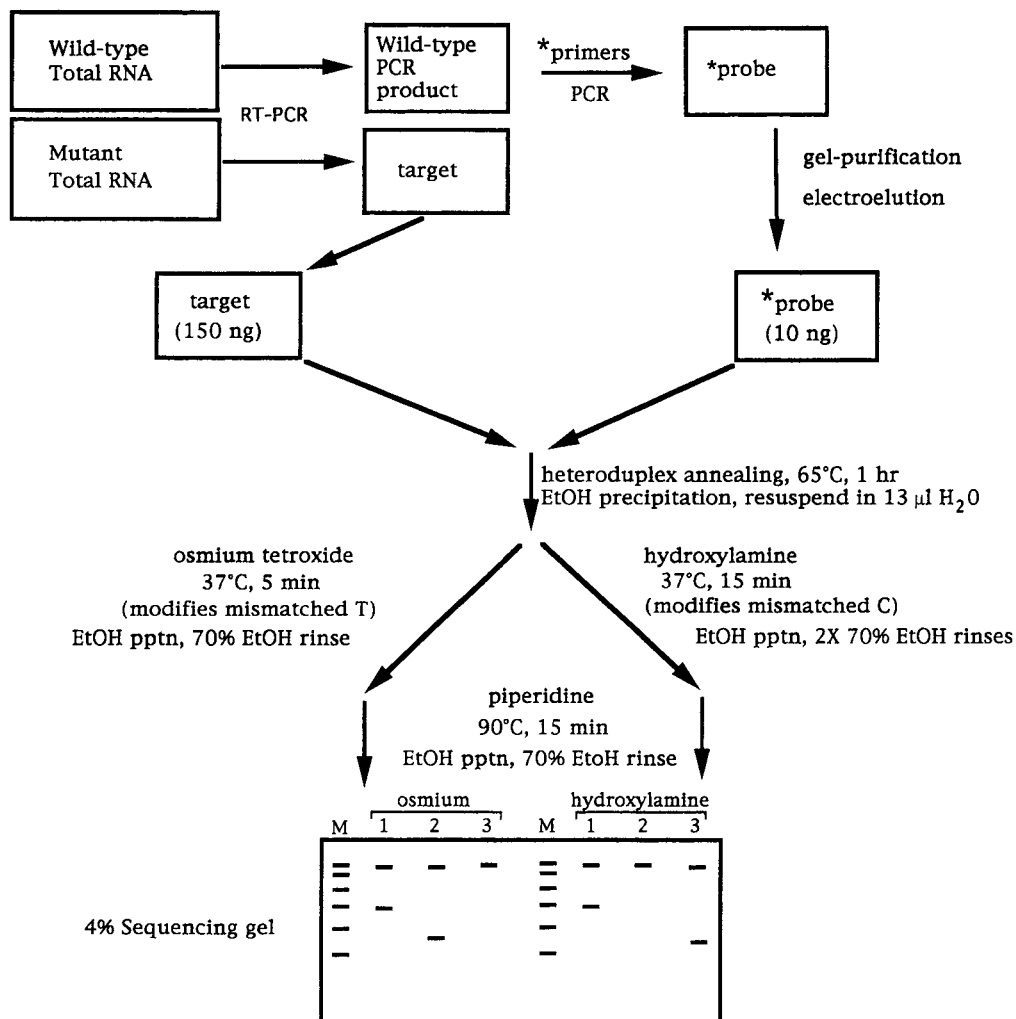 Wild-type
Total RNA
Wild-type
PCR
product
*primers
PCR
*probe
RT-PCR
Mutant
Total RNA
target
gel-purification
electroelution
target
(150 ng)
*probe
(10 ng)
heteroduplex annealing, 65°C, 1 hr
EtOH precipitation, resuspend in 13 µl H20
osmium tetroxide
37°C, 5 min
(modifies mismatched T)
EtOH pptn, 70% EtOH rinse
hydroxylamine
37°C, 15 min
(modifies mismatched C)
EtOH pptn, 2X 70% EtOH rinses
piperidine
90°C, 15 min
EtOH pptn, 70% EtoH rinse
osmium
hydroxylamine
M 1 2 3 M 1 2 3
4% Sequencing gel